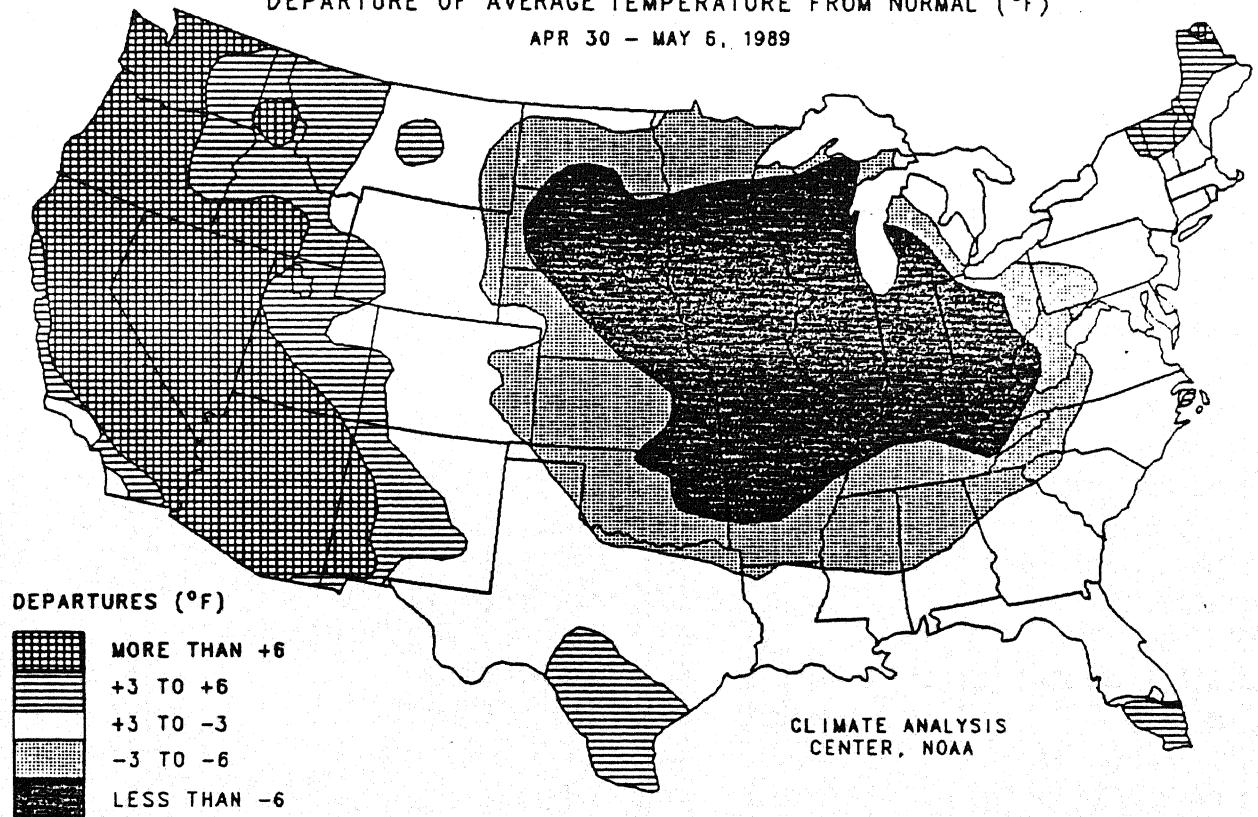 DEPARTURE OF AVERAGE TEMPERATURE FROM NORMAL (°F)
APR 30 – MAY 6, 1989
DEPARTURES (°F)
MORE THAN +6
+3 TO +6
+3 TO -3
-3 TO -6
LESS THAN -6
CLIMATE ANALYSIS
CENTER, NOAA